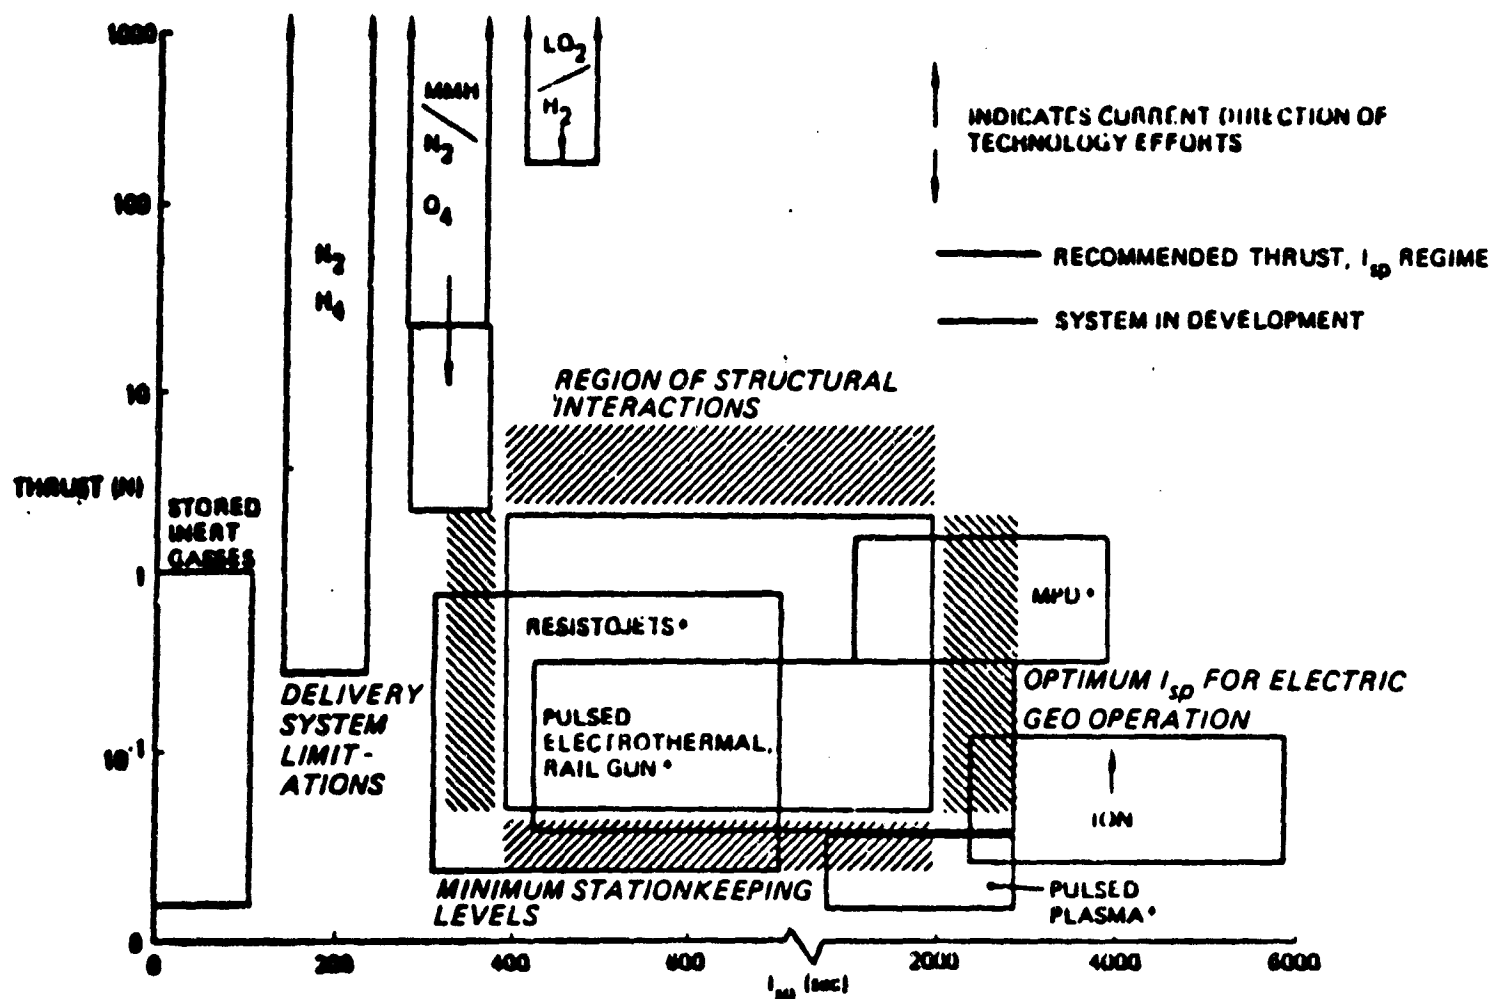 1000
100
10
1
10⁻¹
0
THRUST (N)
0
200
400
600
2000
4000
6000
I (sec)
STORED
INERT
GASSES
N₂
H₄
MMH
/
N₂
O₄
LO₂
/
H₂
INDICATES CURRENT DIRECTION OF
TECHNOLOGY EFFORTS
RECOMMENDED THRUST, Isp REGIME
SYSTEM IN DEVELOPMENT
REGION OF STRUCTURAL
INTERACTIONS
DELIVERY
SYSTEM
LIMIT-
ATIONS
RESISTOJETS*
PULSED
ELECTROTHERMAL,
RAIL GUN*
MPD*
OPTIMUM Isp FOR ELECTRIC
GEO OPERATION
ION
MINIMUM STATIONKEEPING
LEVELS
PULSED
PLASMA*